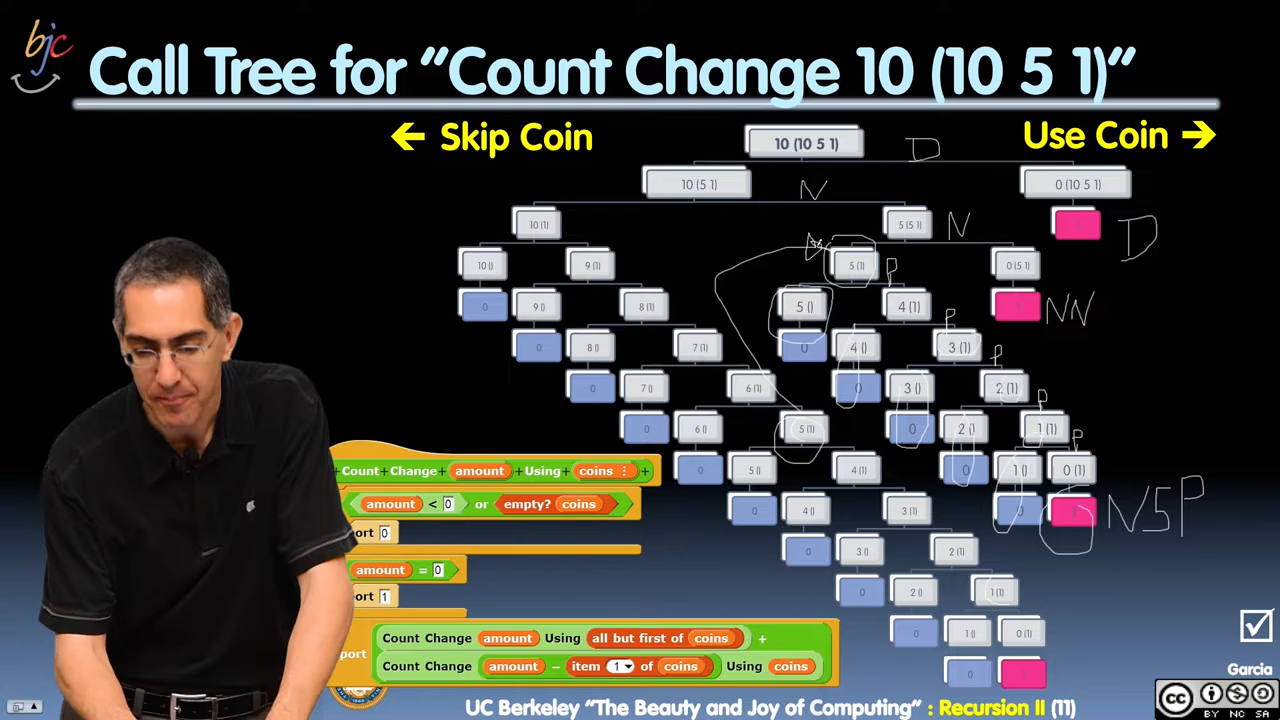 bjc
Call Tree for “Count Change 10 (10 5 1)”
← Skip Coin
Use Coin →
10 (10 5 1)
D
10 (5 1)
N
0 (10 5 1)
10 (1)
5 (5 1)
N
D
10 ()
9 (1)
5 (1)
P
0 (5 1)
0
9 ()
8 (1)
5 ()
4 (1)
NN
0
8 ()
7 (1)
0
4 ()
P
3 (1)
0
7 ()
6 (1)
0
3 ()
P
2 (1)
0
6 ()
5 (1)
0
2 ()
P
1 (1)
Count Change amount Using coins
0
5 ()
4 (1)
0
1 ()
P
0 (1)
amount < 0 or empty? coins
0
4 ()
3 (1)
0
N5P
ort 0
0
3 ()
2 (1)
amount = 0
0
2 ()
1 (1)
ort 1
0
1 ()
0 (1)
port
Count Change amount Using all but first of coins +
Count Change amount − item 1 of coins Using coins
0
Garcia
UC Berkeley “The Beauty and Joy of Computing” : Recursion II (11)
cc
BY NC SA